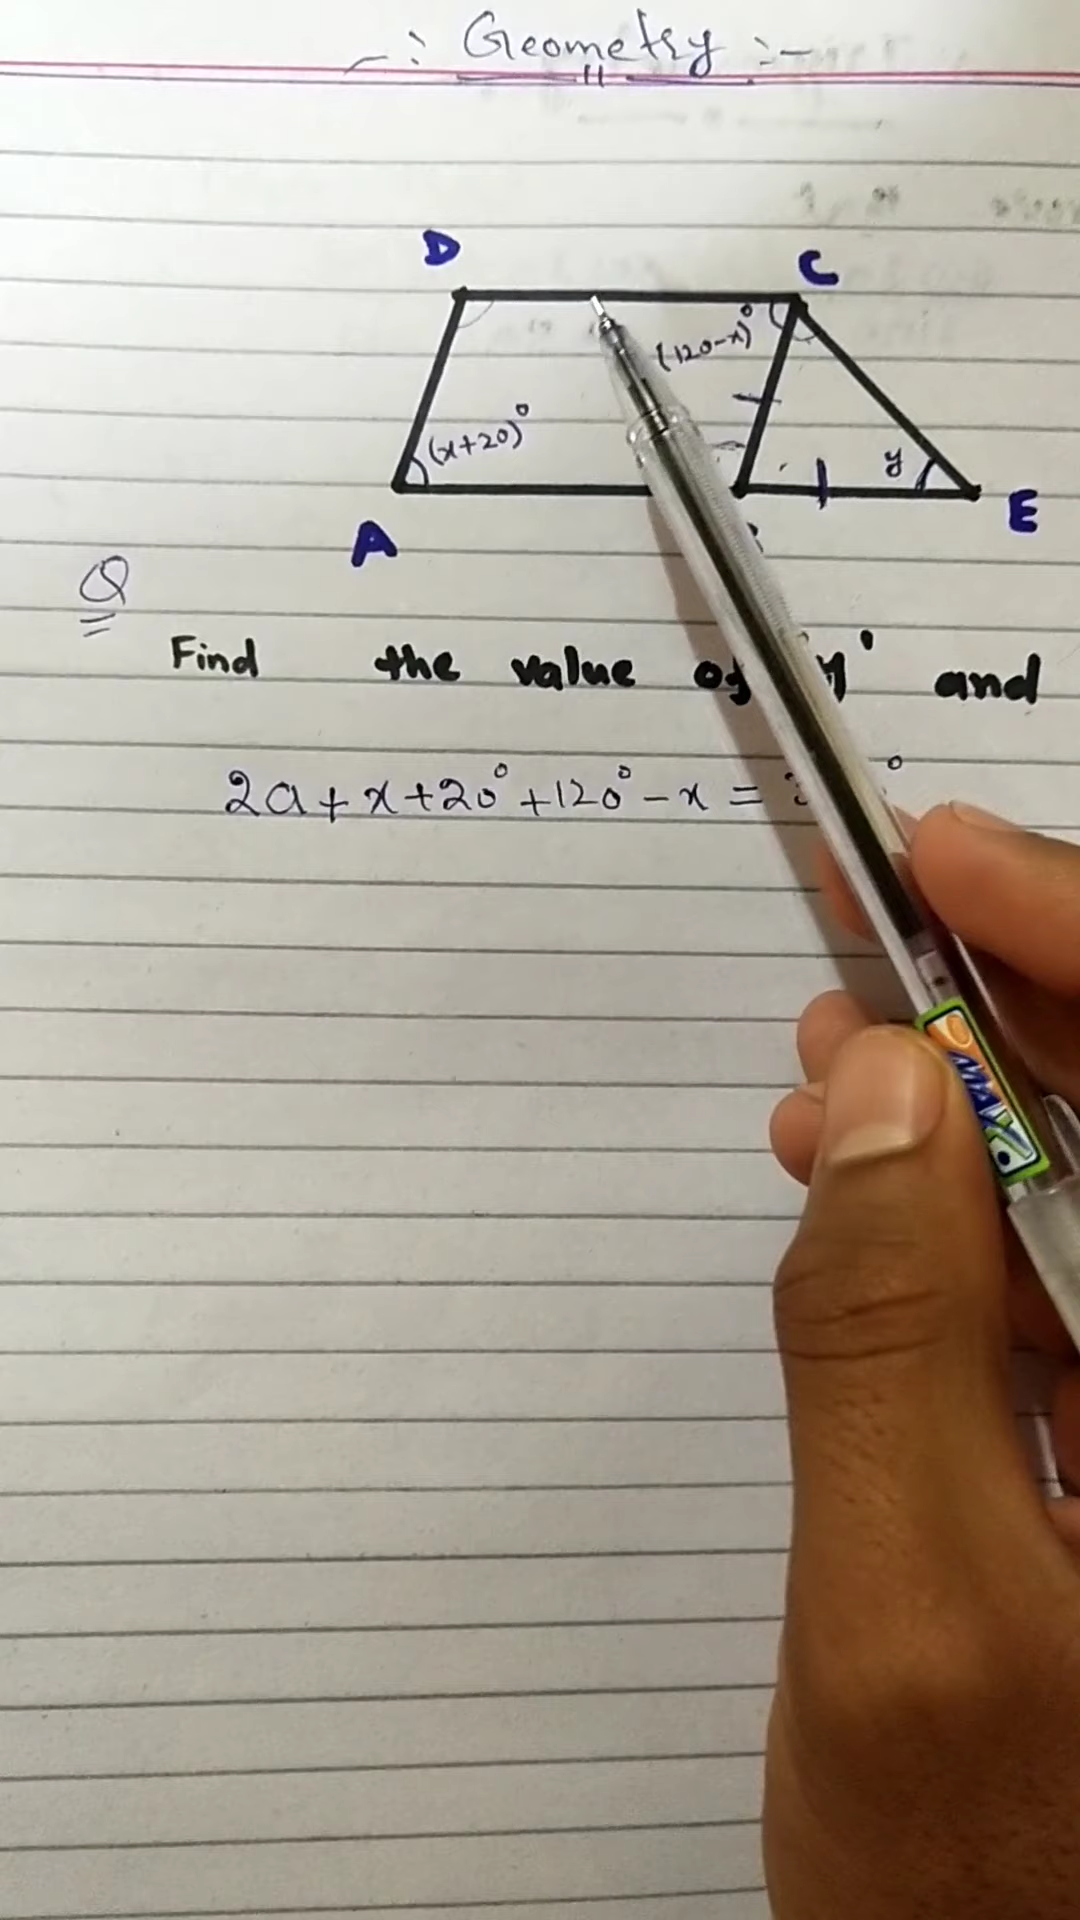 -: Geometry :-
D
C
(120-x)°
(x+20)°
y
A
E
Q
Find the value of and
2a + x + 20° + 120° - x =